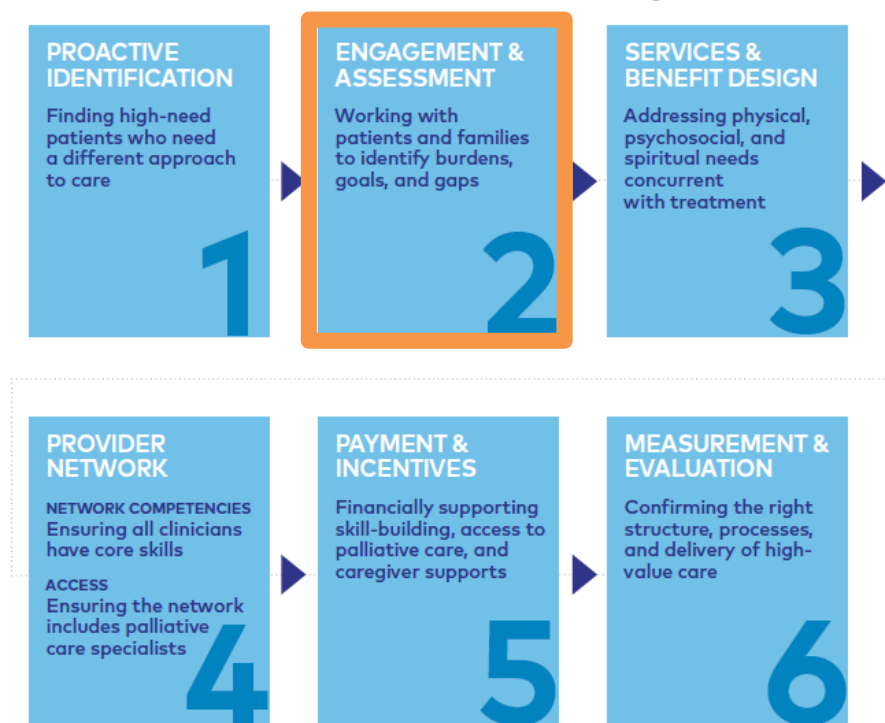 PROACTIVE
IDENTIFICATION
Finding high-need
patients who need
a different approach
to care
1
ENGAGEMENT &
ASSESSMENT
Working with
patients and families
to identify burdens,
goals, and gaps
2
SERVICES &
BENEFIT DESIGN
Addressing physical,
psychosocial, and
spiritual needs
concurrent
with treatment
3
PROVIDER
NETWORK
NETWORK COMPETENCIES
Ensuring all clinicians
have core skills
ACCESS
Ensuring the network
includes palliative
care specialists
4
PAYMENT &
INCENTIVES
Financially supporting
skill-building, access to
palliative care, and
caregiver supports
5
MEASUREMENT &
EVALUATION
Confirming the right
structure, processes,
and delivery of high-
value care
6